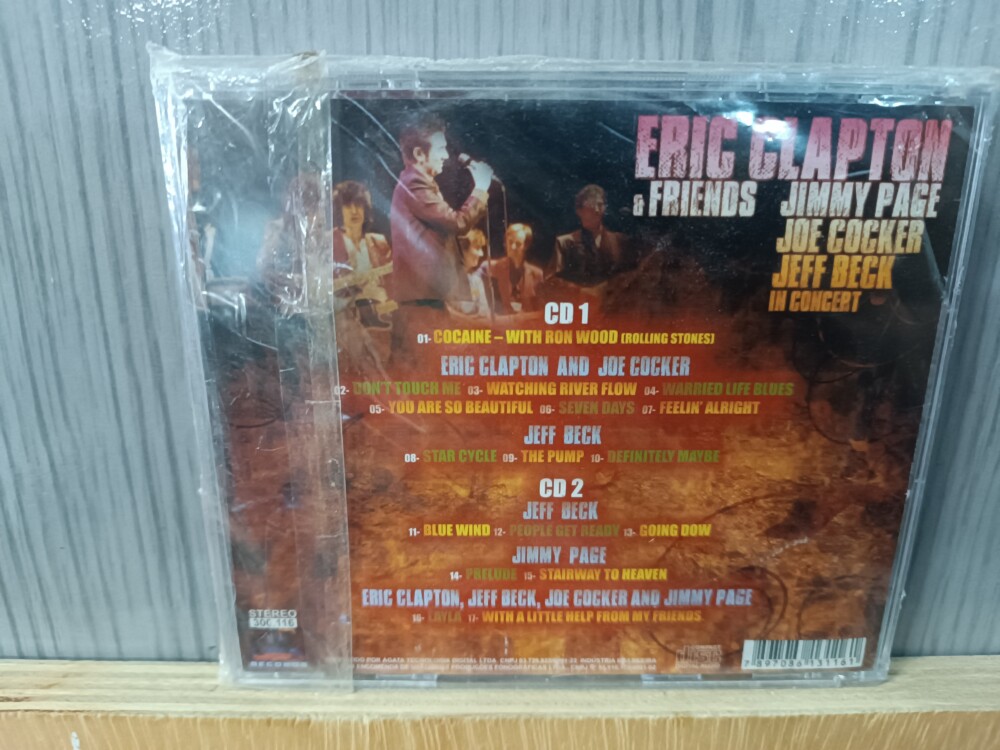 ERIC CLAPTON
& FRIENDS JIMMY PAGE
JOE COCKER
JEFF BECK
IN CONCERT
CD 1
01- COCAINE – WITH RON WOOD (ROLLING STONES)
ERIC CLAPTON AND JOE COCKER
02- DON'T TOUCH ME 03- WATCHING RIVER FLOW 04- WARRIED LIFE BLUES
05- YOU ARE SO BEAUTIFUL 06- SEVEN DAYS 07- FEELIN' ALRIGHT
JEFF BECK
08- STAR CYCLE 09- THE PUMP 10- DEFINITELY MAYBE
CD 2
JEFF BECK
11- BLUE WIND 12- PEOPLE GET READY 13- GOING DOW
JIMMY PAGE
14- PRELUDE 15- STAIRWAY TO HEAVEN
ERIC CLAPTON, JEFF BECK, JOE COCKER AND JIMMY PAGE
16- LAYLA 17- WITH A LITTLE HELP FROM MY FRIENDS
STEREO
300.116